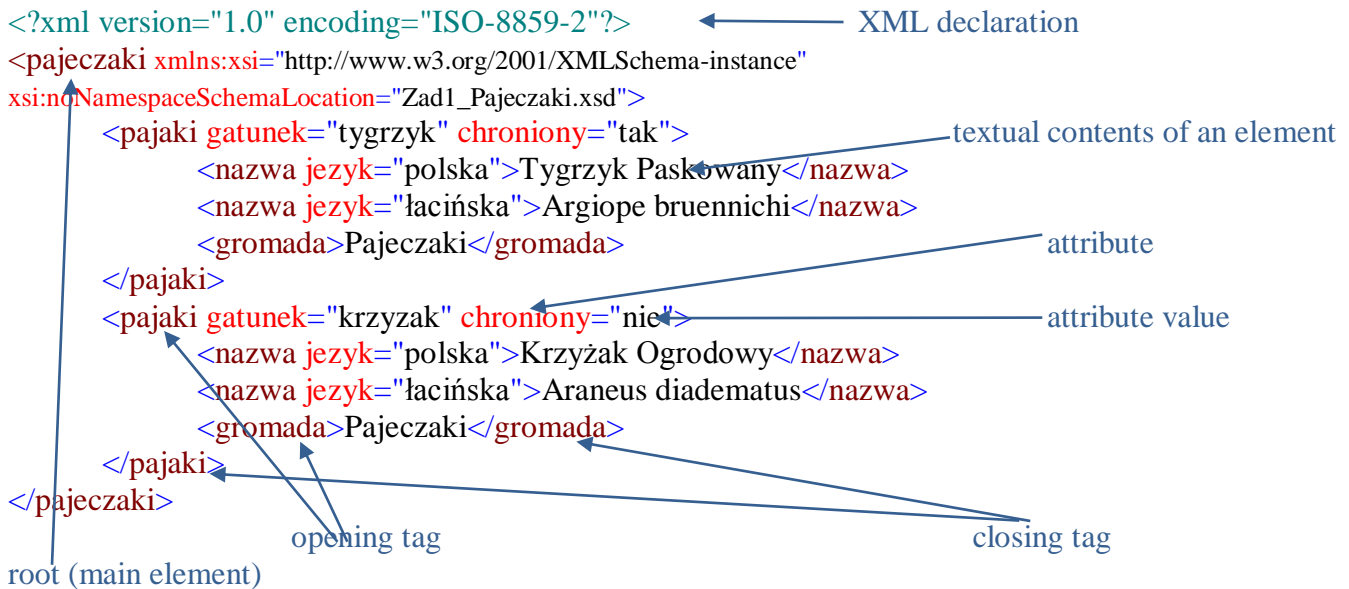 <?xml version="1.0" encoding="ISO-8859-2"?> XML declaration
<pajeczaki xmlns:xsi="http://www.w3.org/2001/XMLSchema-instance"
xsi:noNamespaceSchemaLocation="Zad1_Pajeczaki.xsd">
<pajaki gatunek="tygrzyk" chroniony="tak"> textual contents of an element
<nazwa jezyk="polska">Tygrzyk Paskowany</nazwa>
<nazwa jezyk="łacińska">Argiope bruennichi</nazwa>
<gromada>Pajeczaki</gromada> attribute
</pajaki>
<pajaki gatunek="krzyzak" chroniony="nie"> attribute value
<nazwa jezyk="polska">Krzyżak Ogrodowy</nazwa>
<nazwa jezyk="łacińska">Araneus diadematus</nazwa>
<gromada>Pajeczaki</gromada>
</pajaki>
</pajeczaki>
opening tag closing tag
root (main element)